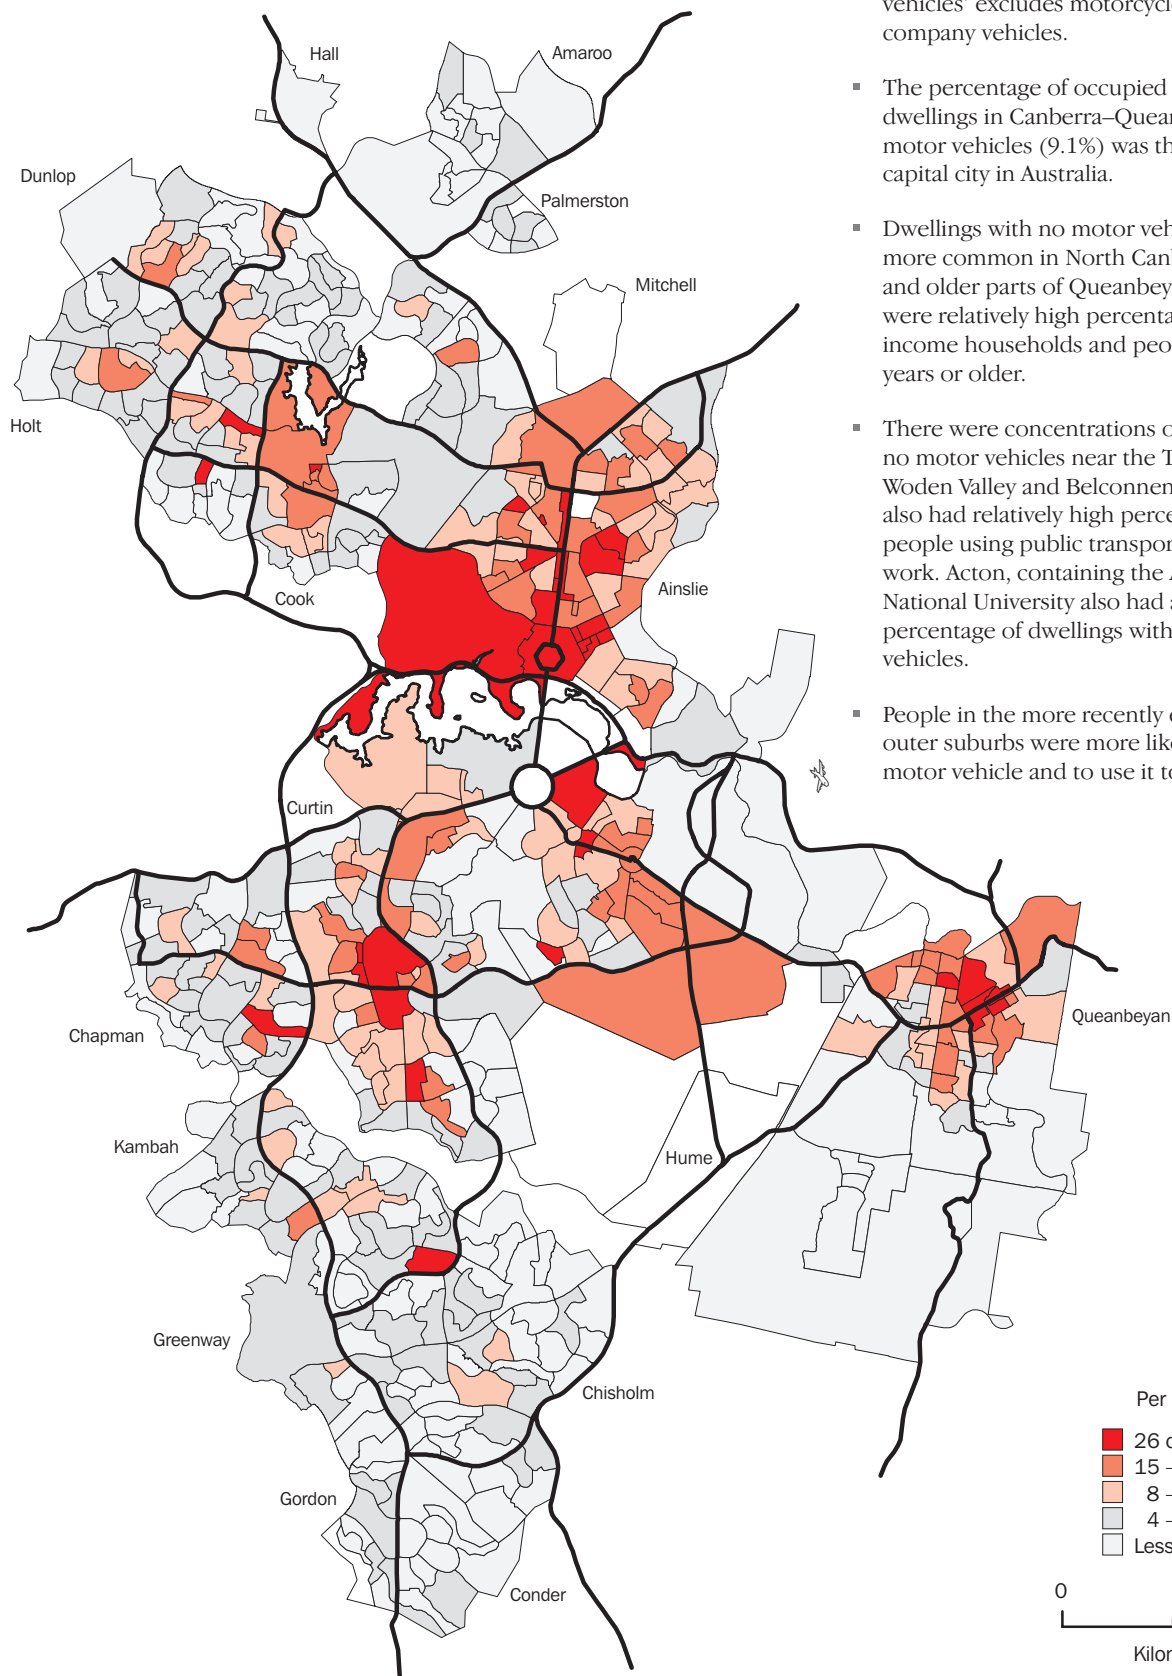 vehicles' excludes motorcycle
company vehicles.
▪ The percentage of occupied
dwellings in Canberra–Quean
motor vehicles (9.1%) was th
capital city in Australia.
▪ Dwellings with no motor veh
more common in North Can
and older parts of Queanbey
were relatively high percenta
income households and peo
years or older.
▪ There were concentrations o
no motor vehicles near the T
Woden Valley and Belconnen
also had relatively high perce
people using public transpor
work. Acton, containing the A
National University also had a
percentage of dwellings with
vehicles.
▪ People in the more recently
outer suburbs were more like
motor vehicle and to use it to
Hall
Amaroo
Dunlop
Palmerston
Mitchell
Holt
Ainslie
Cook
Curtin
Chapman
Queanbeyan
Kambah
Hume
Greenway
Chisholm
Gordon
Conder
Per
26 o
15 –
8 –
4 –
Less
0
Kilon